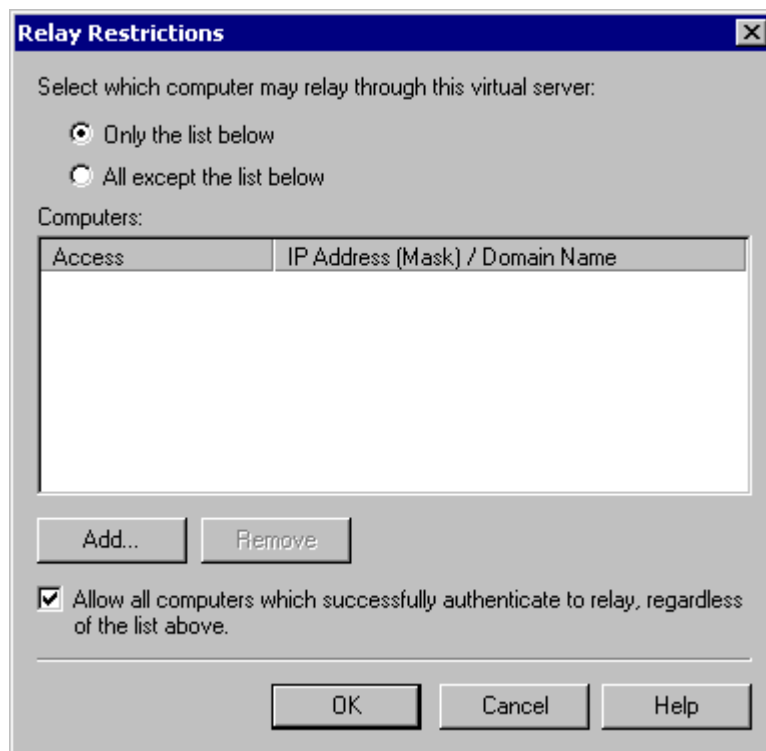 Relay Restrictions
Select which computer may relay through this virtual server:
Only the list below
All except the list below
Computers:
Access IP Address (Mask) / Domain Name
Add... Remove
Allow all computers which successfully authenticate to relay, regardless
of the list above.
OK Cancel Help